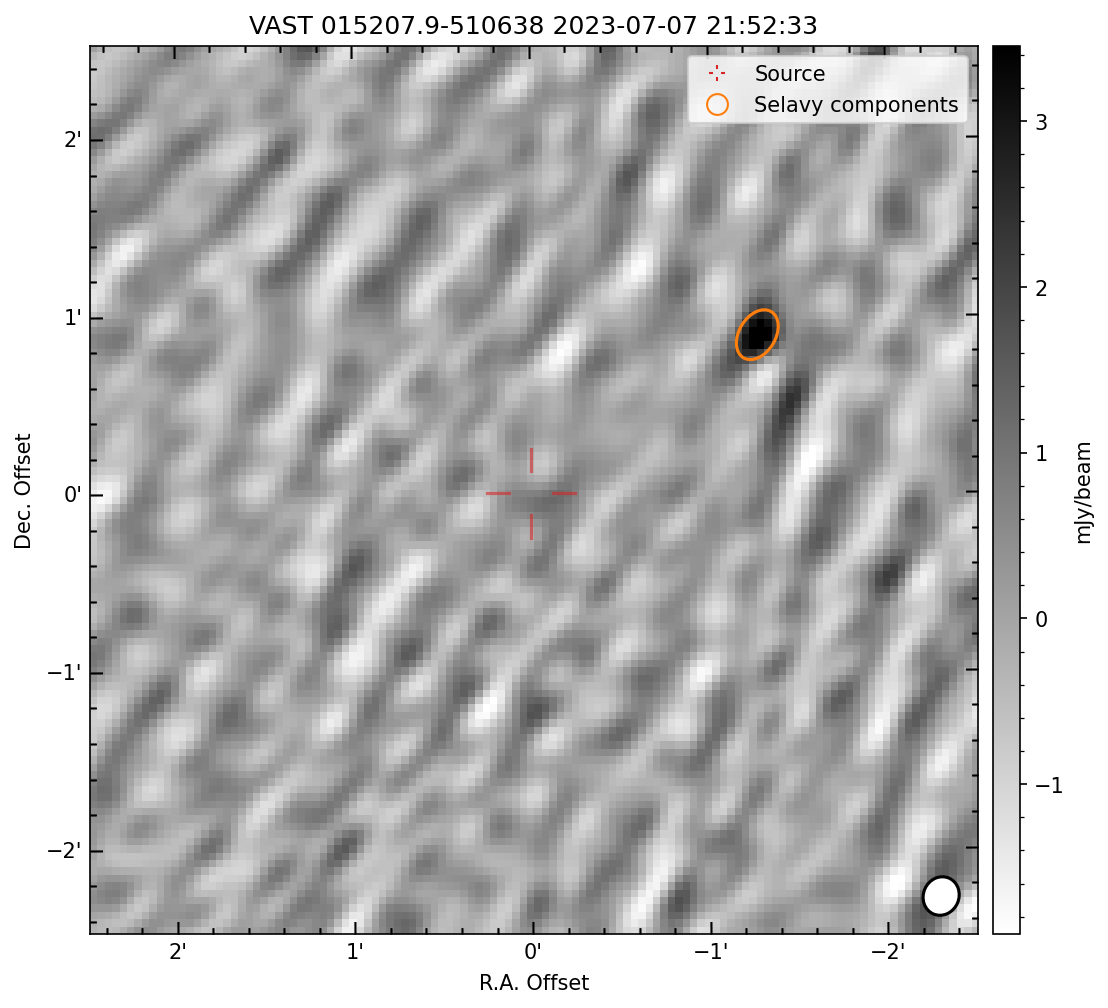 VAST 015207.9-510638 2023-07-07 21:52:33
Source
Selavy components
2'
1'
0'
−1'
−2'
Dec. Offset
2'
1'
0'
−1'
−2'
R.A. Offset
3
2
1
0
−1
mJy/beam